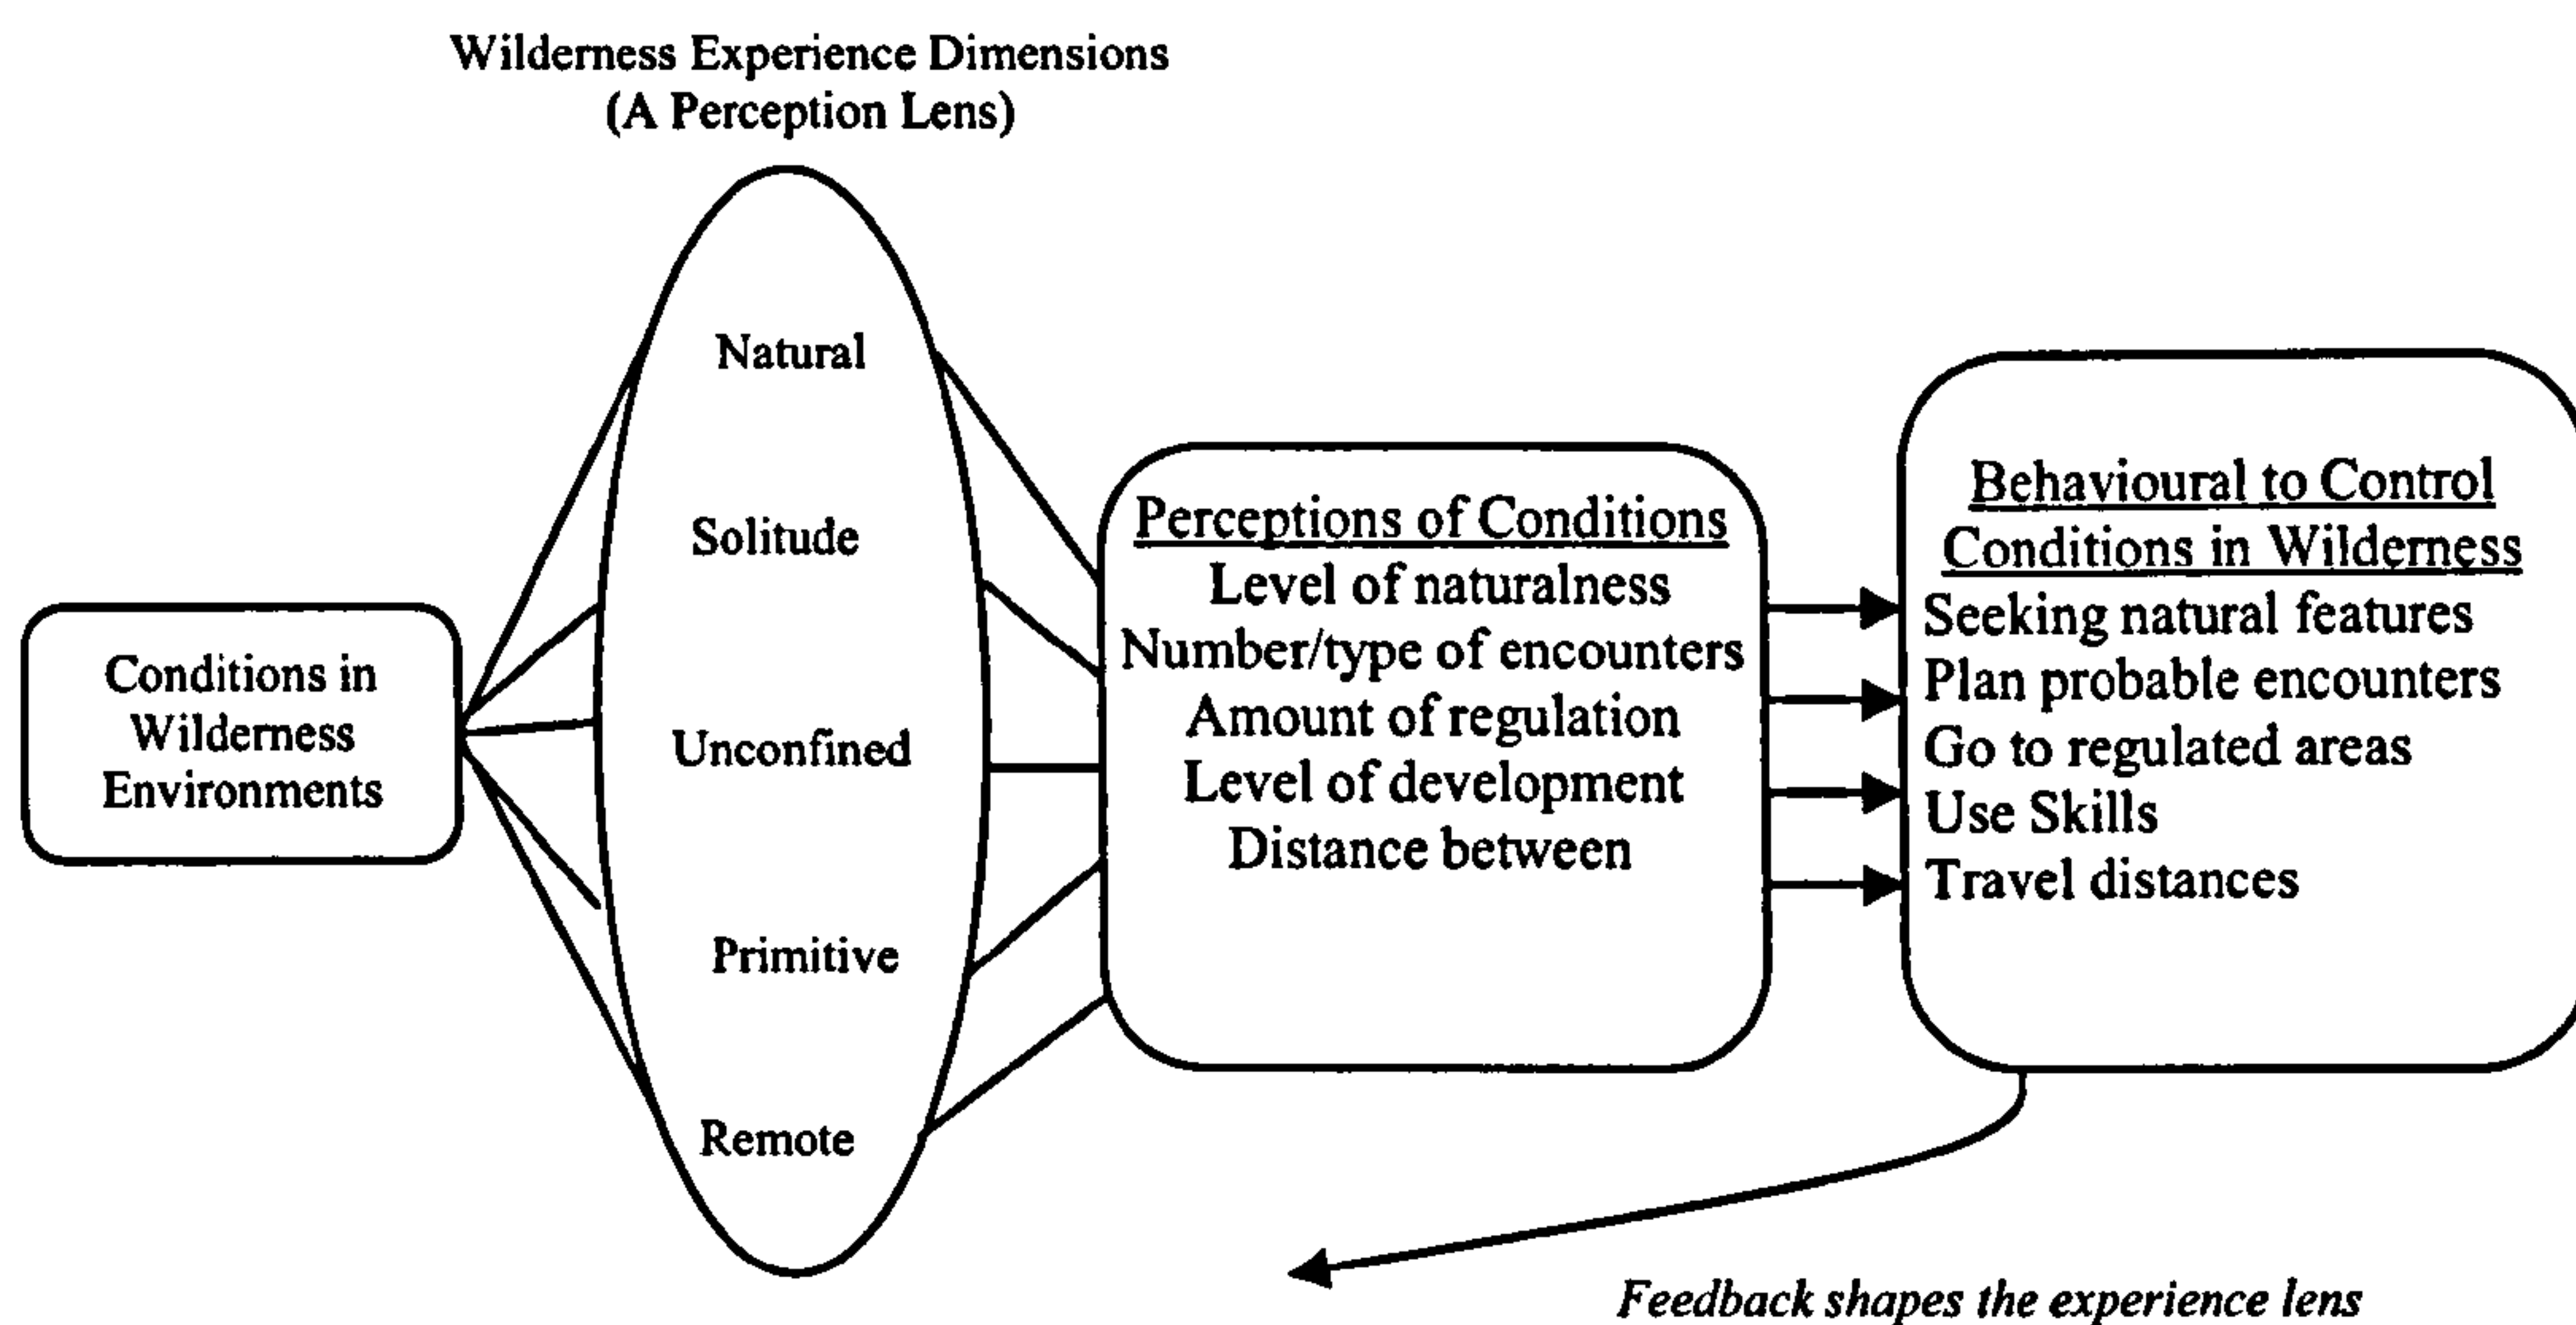 Wilderness Experience Dimensions
(A Perception Lens)
Conditions in
Wilderness
Environments
Natural
Solitude
Unconfined
Primitive
Remote
Perceptions of Conditions
Level of naturalness
Number/type of encounters
Amount of regulation
Level of development
Distance between
Behavioural to Control
Conditions in Wilderness
Seeking natural features
Plan probable encounters
Go to regulated areas
Use Skills
Travel distances
Feedback shapes the experience lens